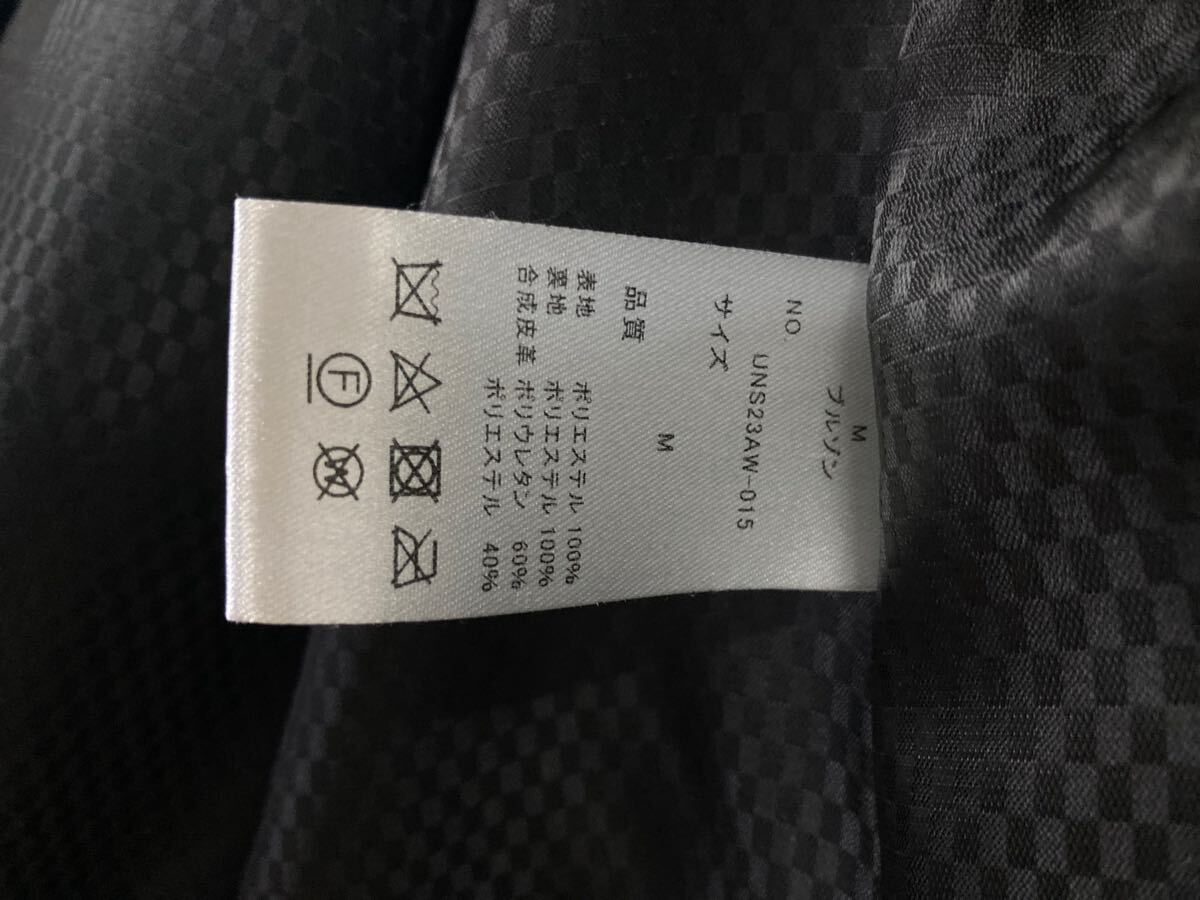 M
ブルゾン
NO.
UNS23AW-015
サイズ
M
品質
表地 ポリエステル 100%
裏地 ポリエステル 100%
合成皮革 ポリウレタン 60%
ポリエステル 40%
F
W